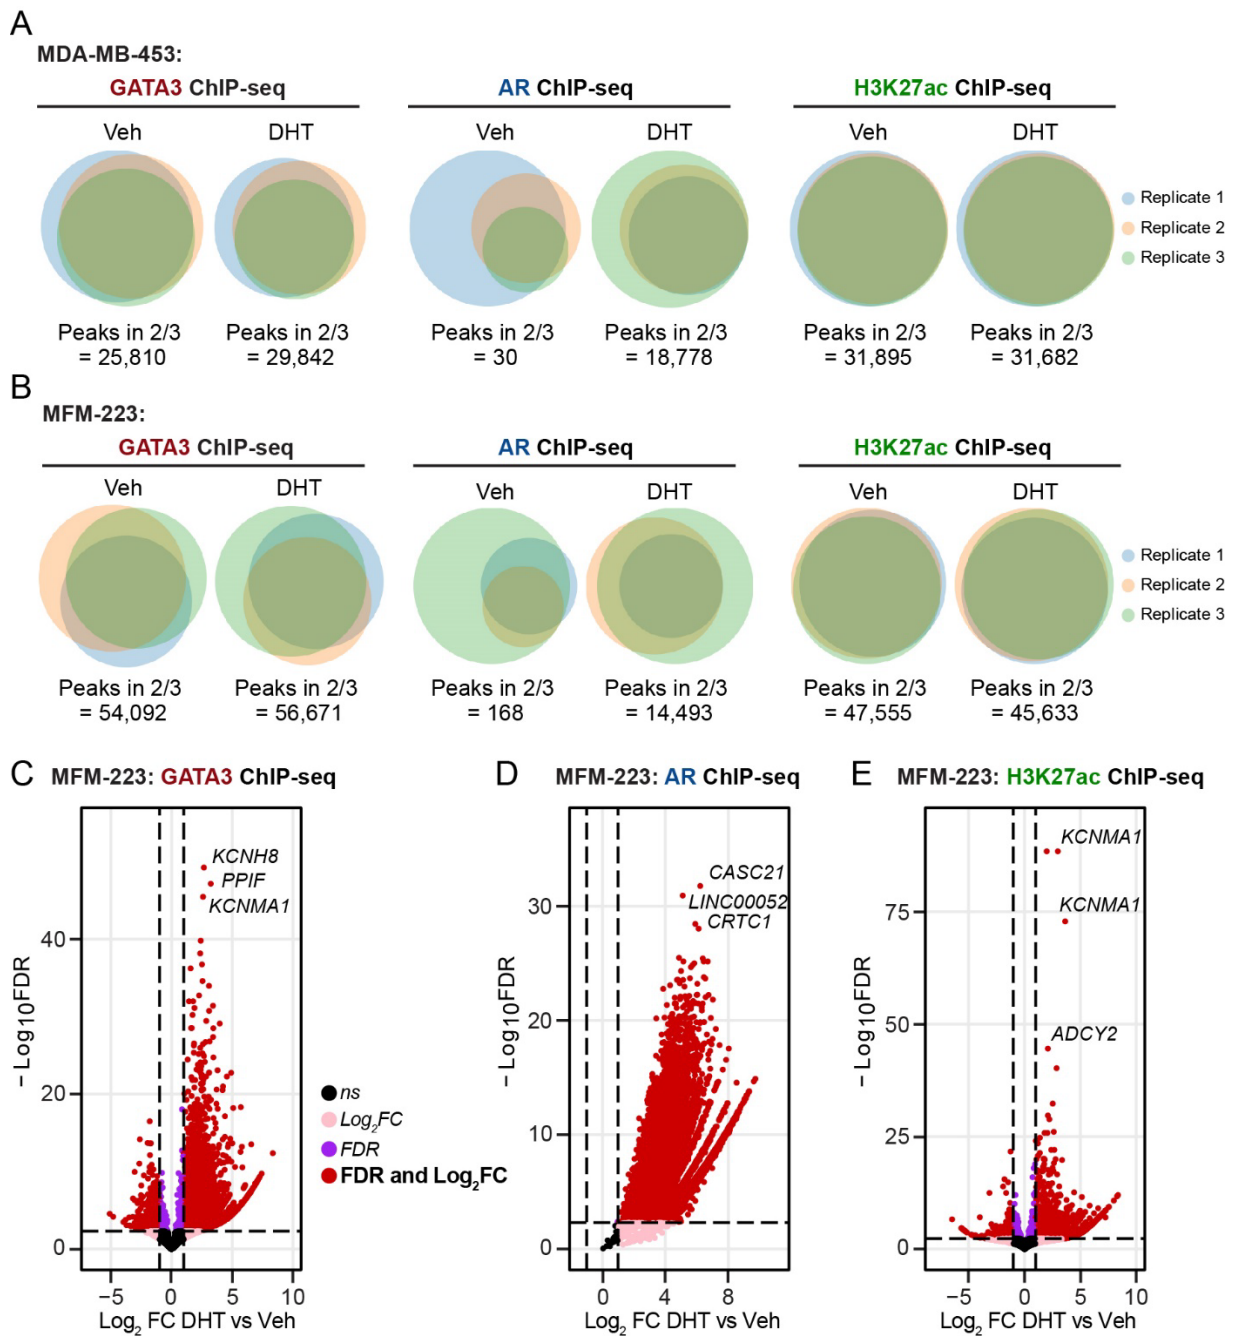 A
MDA-MB-453:
GATA3 ChIP-seq
AR ChIP-seq
H3K27ac ChIP-seq
Veh
DHT
Veh
DHT
Veh
DHT
Replicate 1
Replicate 2
Replicate 3
Peaks in 2/3
= 25,810
Peaks in 2/3
= 29,842
Peaks in 2/3
= 30
Peaks in 2/3
= 18,778
Peaks in 2/3
= 31,895
Peaks in 2/3
= 31,682
B
MFM-223:
GATA3 ChIP-seq
AR ChIP-seq
H3K27ac ChIP-seq
Veh
DHT
Veh
DHT
Veh
DHT
Replicate 1
Replicate 2
Replicate 3
Peaks in 2/3
= 54,092
Peaks in 2/3
= 56,671
Peaks in 2/3
= 168
Peaks in 2/3
= 14,493
Peaks in 2/3
= 47,555
Peaks in 2/3
= 45,633
C
MFM-223: GATA3 ChIP-seq
KCNH8
PPIF
KCNMA1
40
20
0
− Log10FDR
−5
0
5
10
Log2 FC DHT vs Veh
ns
Log2FC
FDR
FDR and Log2FC
D
MFM-223: AR ChIP-seq
CASC21
LINC00052
CRTC1
30
20
10
0
− Log10FDR
0
4
8
Log2 FC DHT vs Veh
E
MFM-223: H3K27ac ChIP-seq
KCNMA1
KCNMA1
ADCY2
75
50
25
0
− Log10FDR
−5
0
5
10
Log2 FC DHT vs Veh